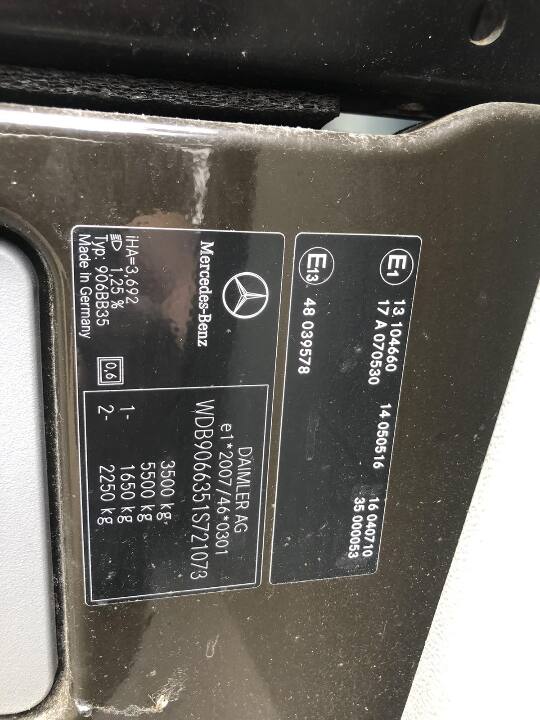 E1
13 104660 14 050516 16 040710
17 A 070530 35 000053
E13
48 039578
Mercedes-Benz
iHA=3,692
1,25 %
Typ: 906BB35
Made in Germany
0,6
DAIMLER AG
e1*2007/46*0301
WDB9066351S721073
3500 kg
5500 kg
1- 1650 kg
2- 2250 kg